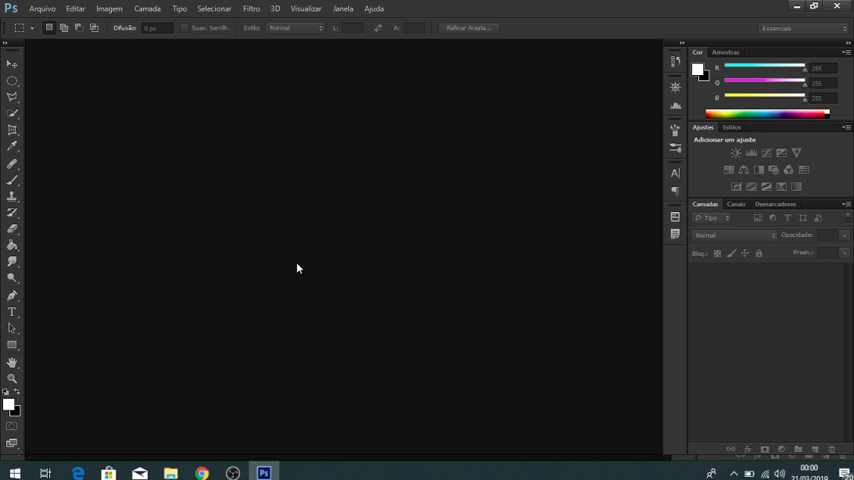 Ps Arquivo Editar Imagem Camada Tipo Selecionar Filtro 3D Visualizar Janela Ajuda
Difusão: 0 px Suav. Serrilh. Estilo: Normal L: A: Refinar Aresta... Essenciais
Cor Amostras
R 255
G 255
B 255
Ajustes Estilos
Adicionar um ajuste
Camadas Canais Demarcadores
Tipo
Normal Opacidade:
Bloq.: Preen.:
Ps 00:00
21/03/2019 20